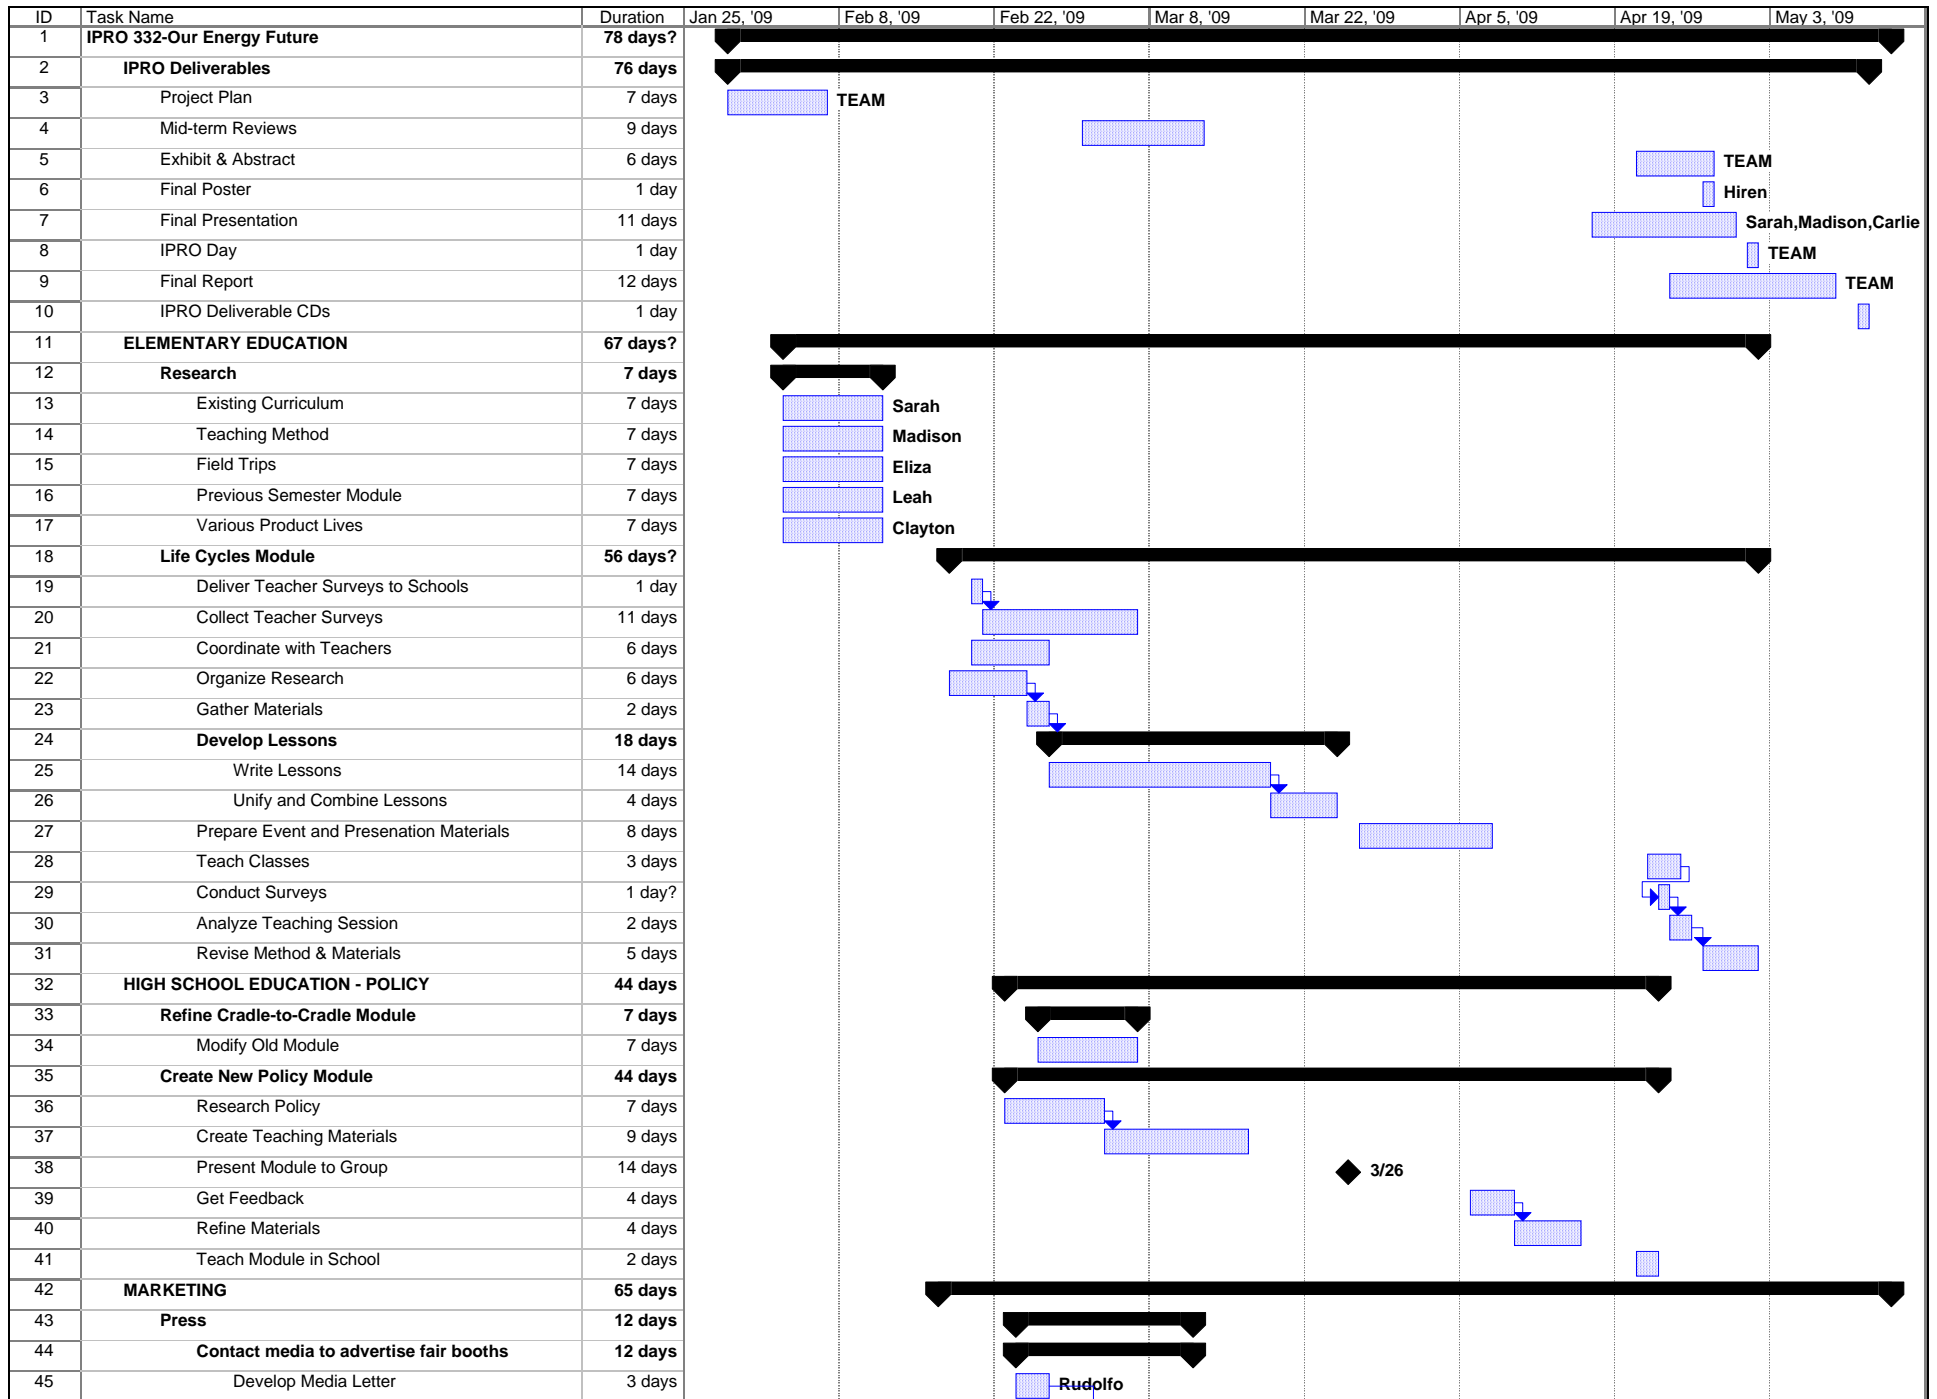 ID Task Name Duration Jan 25, '09 Feb 8, '09 Feb 22, '09 Mar 8, '09 Mar 22, '09 Apr 5, '09 Apr 19, '09 May 3, '09
1 IPRO 332-Our Energy Future 78 days?
2 IPRO Deliverables 76 days
3 Project Plan 7 days TEAM
4 Mid-term Reviews 9 days
5 Exhibit & Abstract 6 days TEAM
6 Final Poster 1 day Hiren
7 Final Presentation 11 days Sarah,Madison,Carlie
8 IPRO Day 1 day TEAM
9 Final Report 12 days TEAM
10 IPRO Deliverable CDs 1 day
11 ELEMENTARY EDUCATION 67 days?
12 Research 7 days
13 Existing Curriculum 7 days Sarah
14 Teaching Method 7 days Madison
15 Field Trips 7 days Eliza
16 Previous Semester Module 7 days Leah
17 Various Product Lives 7 days Clayton
18 Life Cycles Module 56 days?
19 Deliver Teacher Surveys to Schools 1 day
20 Collect Teacher Surveys 11 days
21 Coordinate with Teachers 6 days
22 Organize Research 6 days
23 Gather Materials 2 days
24 Develop Lessons 18 days
25 Write Lessons 14 days
26 Unify and Combine Lessons 4 days
27 Prepare Event and Presenation Materials 8 days
28 Teach Classes 3 days
29 Conduct Surveys 1 day?
30 Analyze Teaching Session 2 days
31 Revise Method & Materials 5 days
32 HIGH SCHOOL EDUCATION - POLICY 44 days
33 Refine Cradle-to-Cradle Module 7 days
34 Modify Old Module 7 days
35 Create New Policy Module 44 days
36 Research Policy 7 days
37 Create Teaching Materials 9 days
38 Present Module to Group 14 days 3/26
39 Get Feedback 4 days
40 Refine Materials 4 days
41 Teach Module in School 2 days
42 MARKETING 65 days
43 Press 12 days
44 Contact media to advertise fair booths 12 days
45 Develop Media Letter 3 days Rudolfo